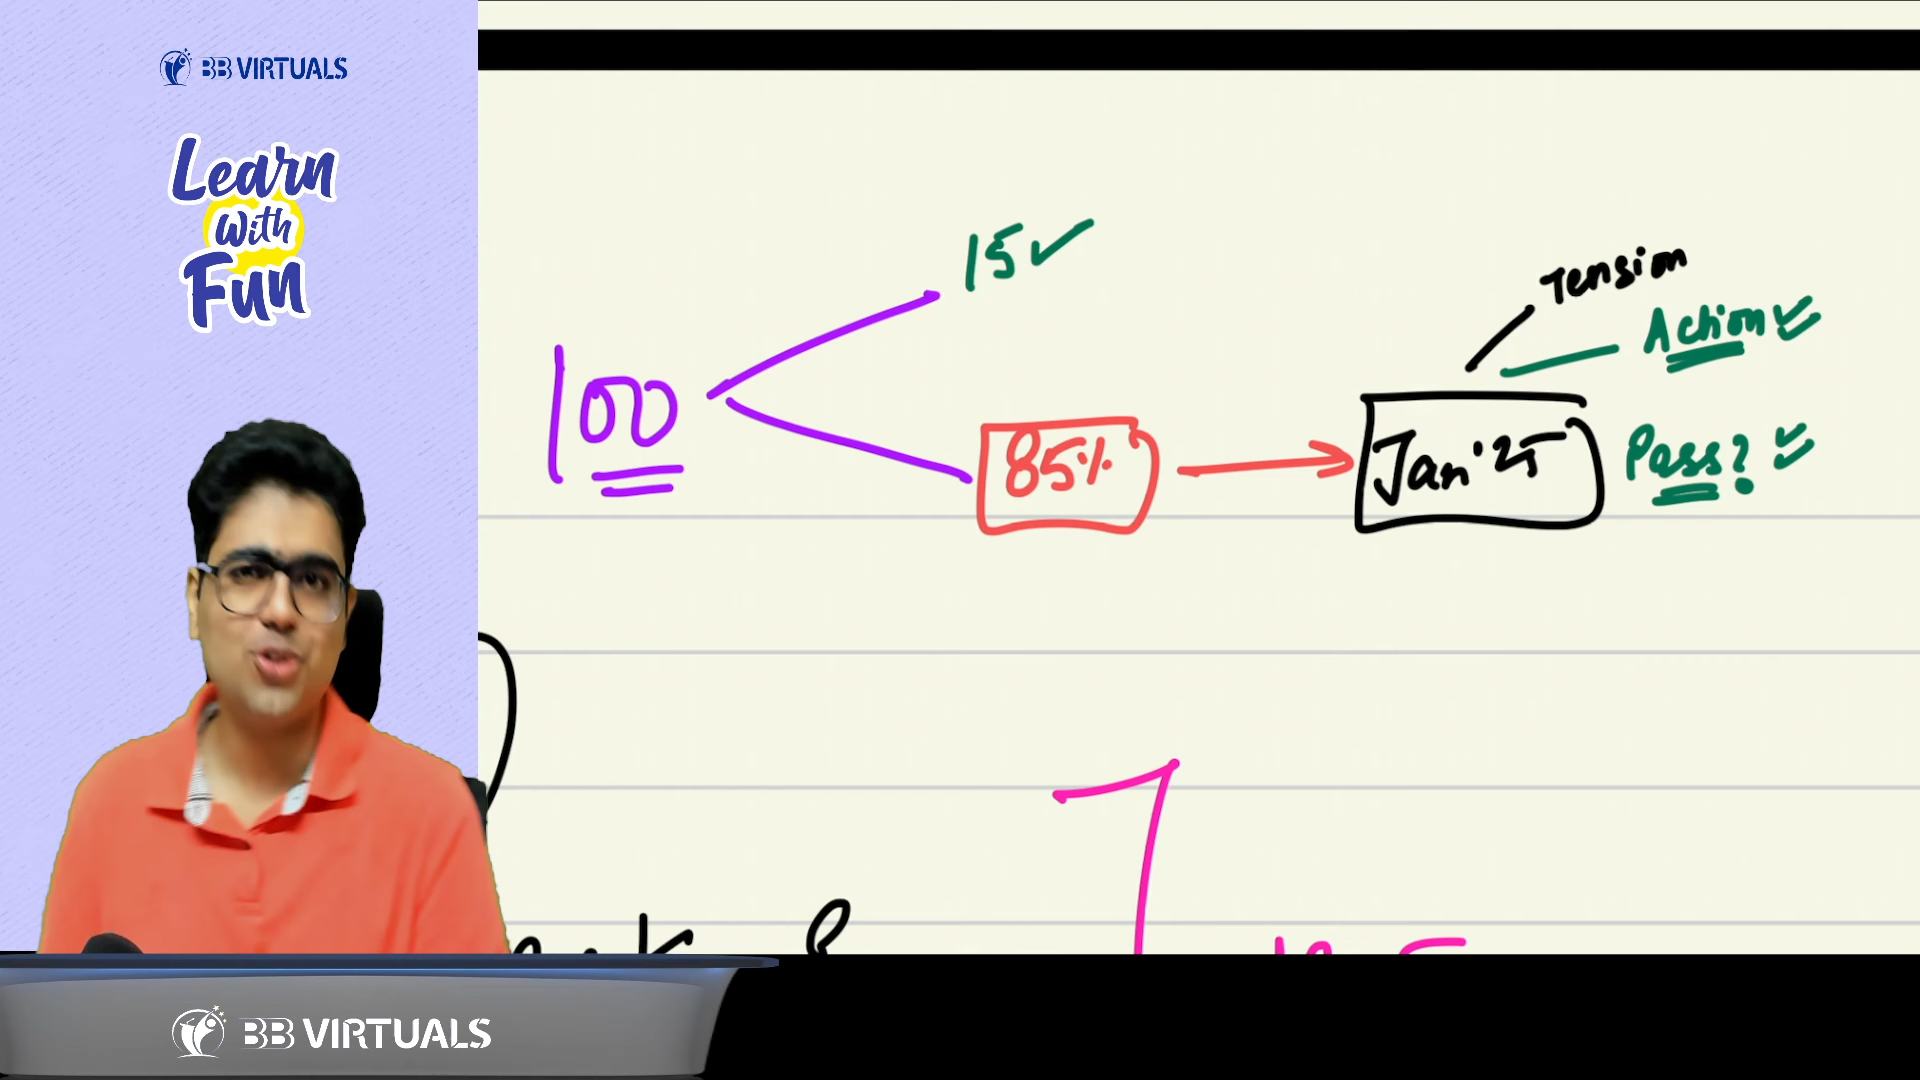 BB VIRTUALS
Learn
With
Fun
15✓
Tension
Action
100
85%
Jan '25
Pass?
BB VIRTUALS